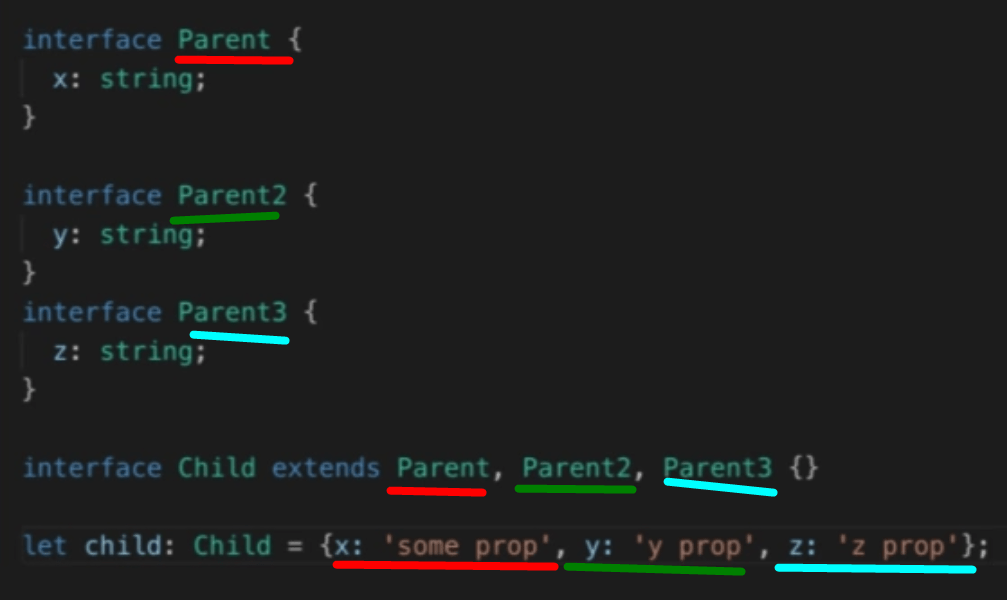 interface Parent {
  x: string;
}
interface Parent2 {
  y: string;
}
interface Parent3 {
  z: string;
}
interface Child extends Parent, Parent2, Parent3 {}
let child: Child = {x: 'some prop', y: 'y prop', z: 'z prop'};